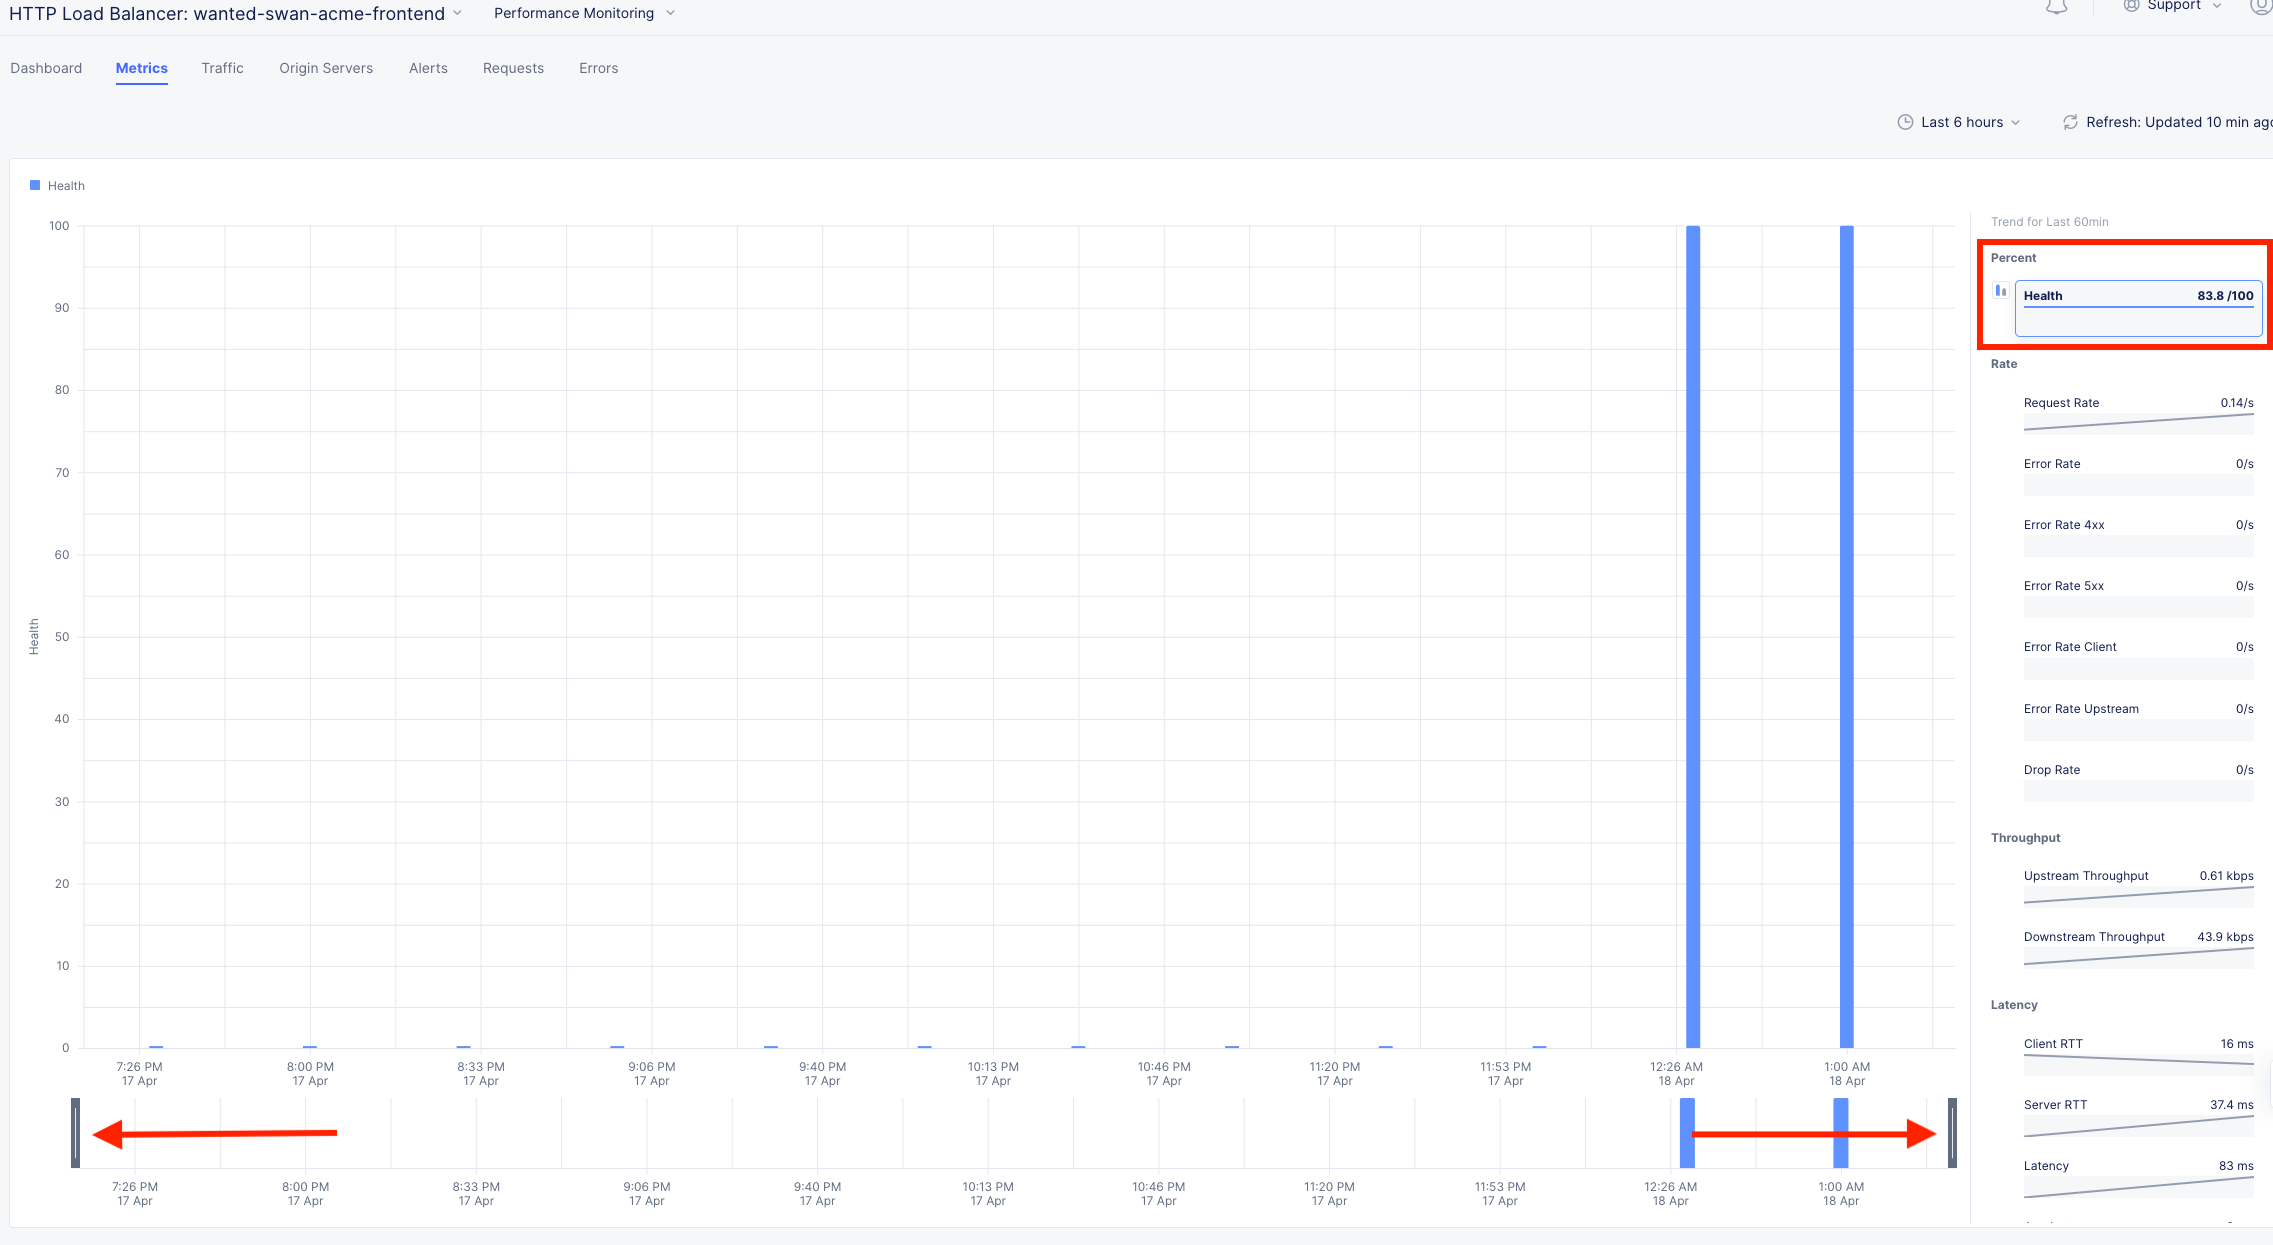 HTTP Load Balancer: wanted-swan-acme-frontend Performance Monitoring Support
Dashboard Metrics Traffic Origin Servers Alerts Requests Errors
Last 6 hours Refresh: Updated 10 min ago
Health
Health
100
90
80
70
60
50
40
30
20
10
0
7:26 PM 8:00 PM 8:33 PM 9:06 PM 9:40 PM 10:13 PM 10:46 PM 11:20 PM 11:53 PM 12:26 AM 1:00 AM
17 Apr 17 Apr 17 Apr 17 Apr 17 Apr 17 Apr 17 Apr 17 Apr 17 Apr 18 Apr 18 Apr
7:26 PM 8:00 PM 8:33 PM 9:06 PM 9:40 PM 10:13 PM 10:46 PM 11:20 PM 11:53 PM 12:26 AM 1:00 AM
17 Apr 17 Apr 17 Apr 17 Apr 17 Apr 17 Apr 17 Apr 17 Apr 17 Apr 18 Apr 18 Apr
Trend for Last 60min
Percent
Health 83.8 /100
Rate
Request Rate 0.14/s
Error Rate 0/s
Error Rate 4xx 0/s
Error Rate 5xx 0/s
Error Rate Client 0/s
Error Rate Upstream 0/s
Drop Rate 0/s
Throughput
Upstream Throughput 0.61 kbps
Downstream Throughput 43.9 kbps
Latency
Client RTT 16 ms
Server RTT 37.4 ms
Latency 83 ms